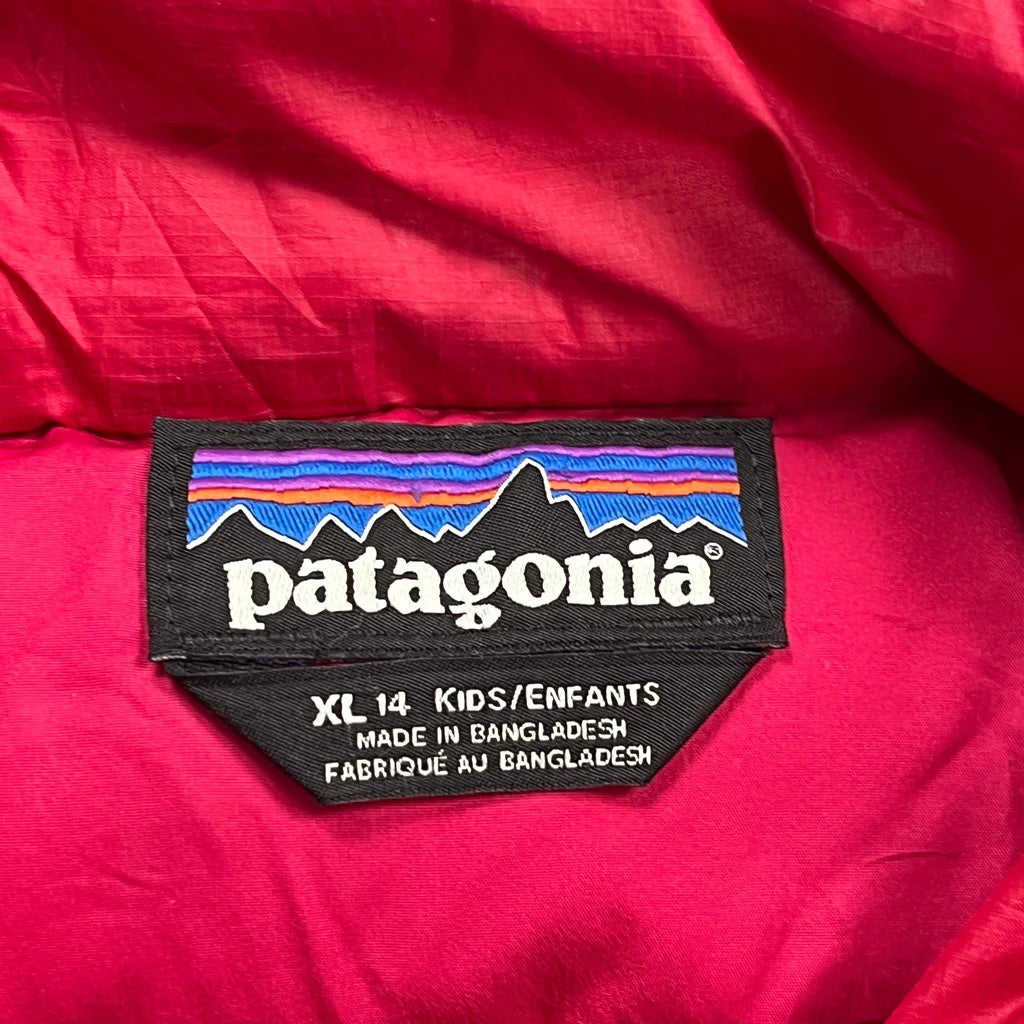 patagonia®
XL 14 KIDS/ENFANTS
MADE IN BANGLADESH
FABRIQUÉ AU BANGLADESH